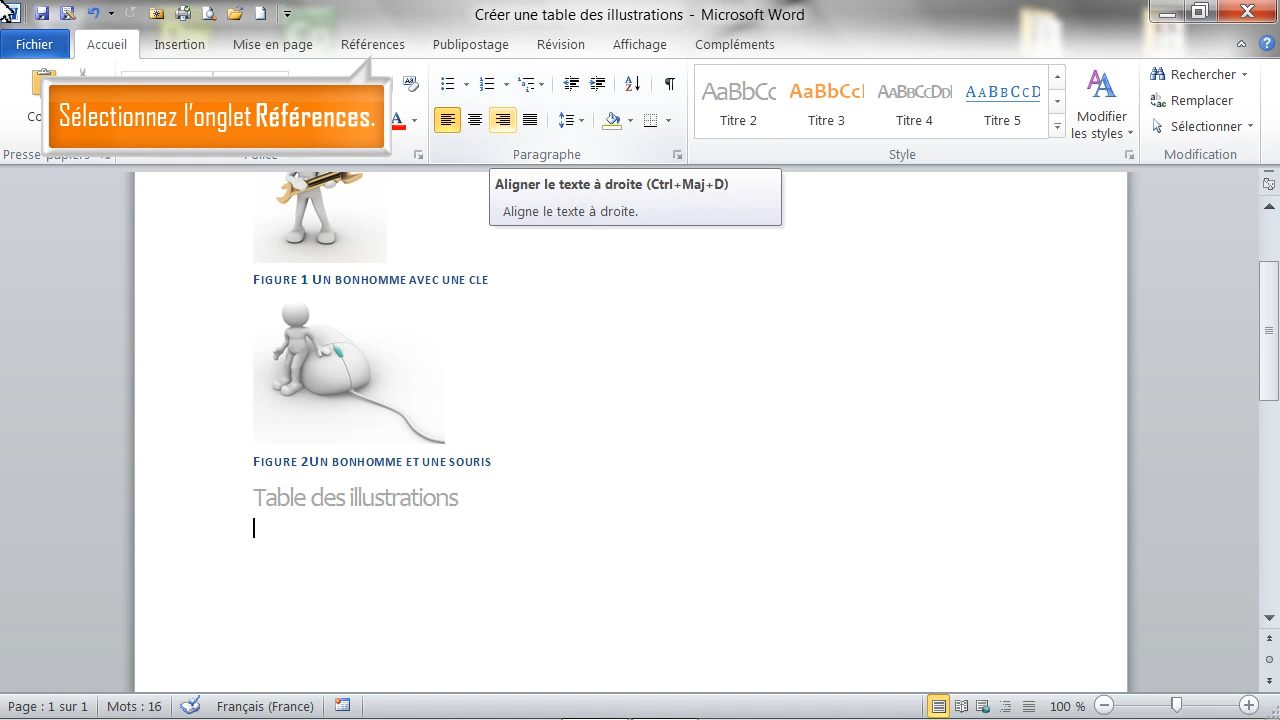 Créer une table des illustrations - Microsoft Word
Fichier Accueil Insertion Mise en page Références Publipostage Révision Affichage Compléments
Sélectionnez l'onglet Références.
AaBbCc AaBbCcI AaBbCcDdI AaBbCcD
Titre 2 Titre 3 Titre 4 Titre 5
Modifier
les styles
Rechercher
Remplacer
Sélectionner
Paragraphe Style Modification
Aligner le texte à droite (Ctrl+Maj+D)
Aligne le texte à droite.
FIGURE 1 UN BONHOMME AVEC UNE CLE
FIGURE 2UN BONHOMME ET UNE SOURIS
Table des illustrations
Page : 1 sur 1 Mots : 16 Français (France) 100 %